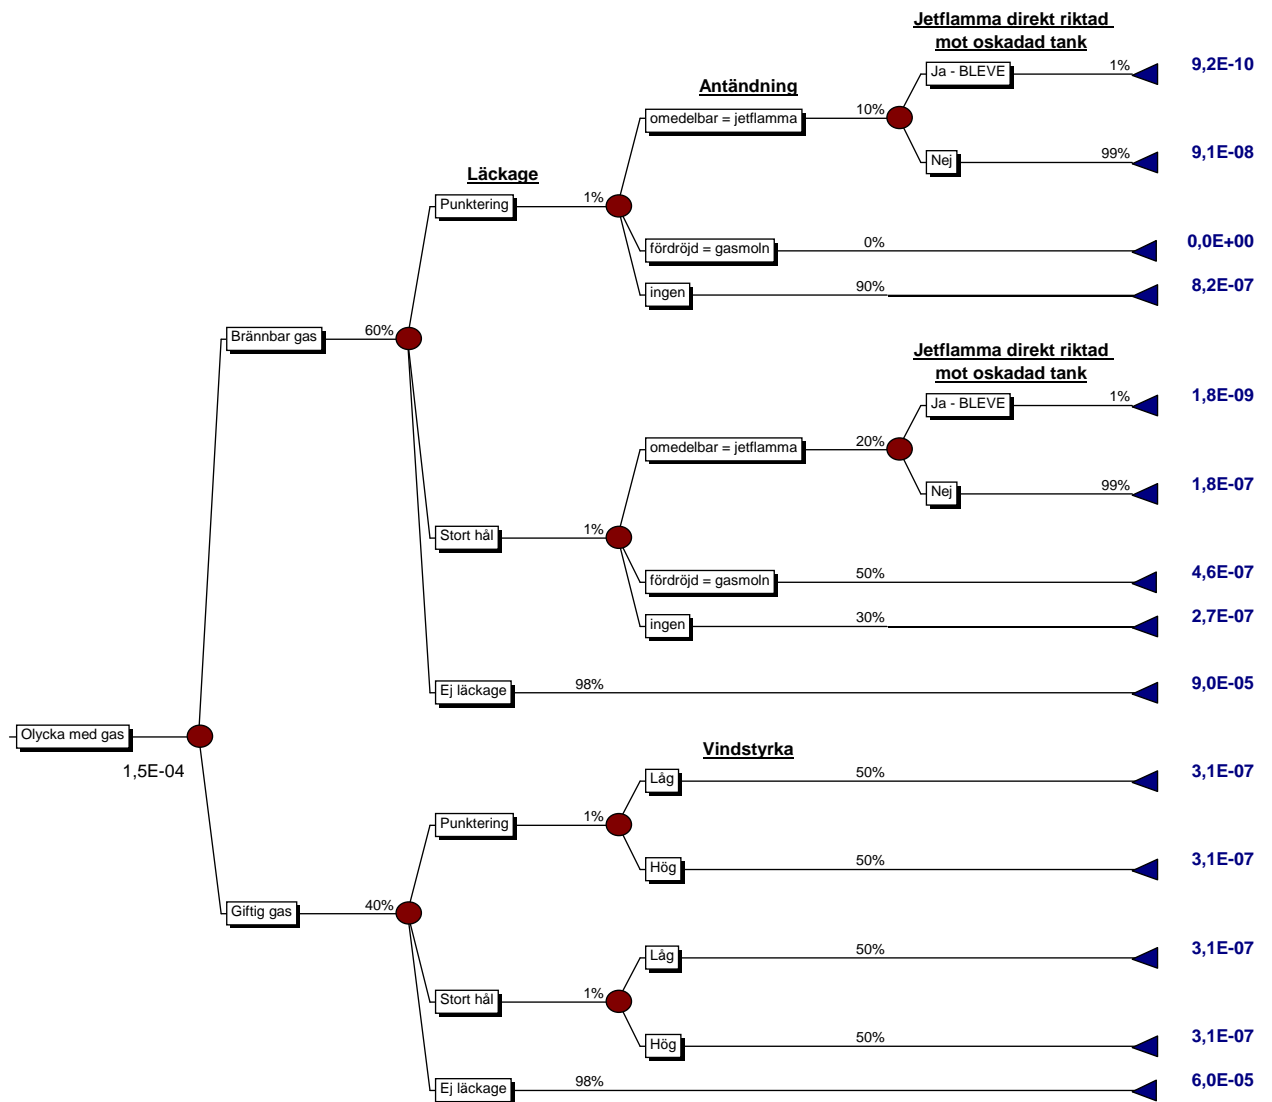 Jetflamma direkt riktad
mot oskadad tank
Ja - BLEVE 1% 9,2E-10
Antändning
omedelbar = jetflamma 10%
Nej 99% 9,1E-08
Läckage
Punktering 1%
fördröjd = gasmoln 0% 0,0E+00
ingen 90% 8,2E-07
Brännbar gas 60%
Jetflamma direkt riktad
mot oskadad tank
Ja - BLEVE 1% 1,8E-09
omedelbar = jetflamma 20%
Nej 99% 1,8E-07
Stort hål 1%
fördröjd = gasmoln 50% 4,6E-07
ingen 30% 2,7E-07
Ej läckage 98% 9,0E-05
Olycka med gas
1,5E-04
Vindstyrka
Låg 50% 3,1E-07
Punktering 1%
Hög 50% 3,1E-07
Giftig gas 40%
Låg 50% 3,1E-07
Stort hål 1%
Hög 50% 3,1E-07
Ej läckage 98% 6,0E-05